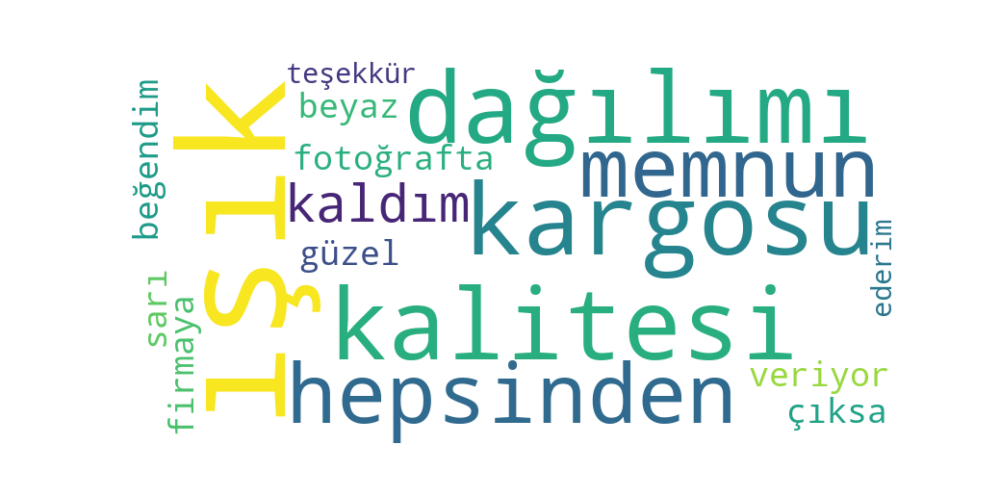 teşekkür
beyaz
dağılımı
beğendim
fotoğrafta
memnun
ışık
kaldım
kargosu
güzel
ederim
sarı
kalitesi
firmaya
hepsinden
veriyor
çıksa